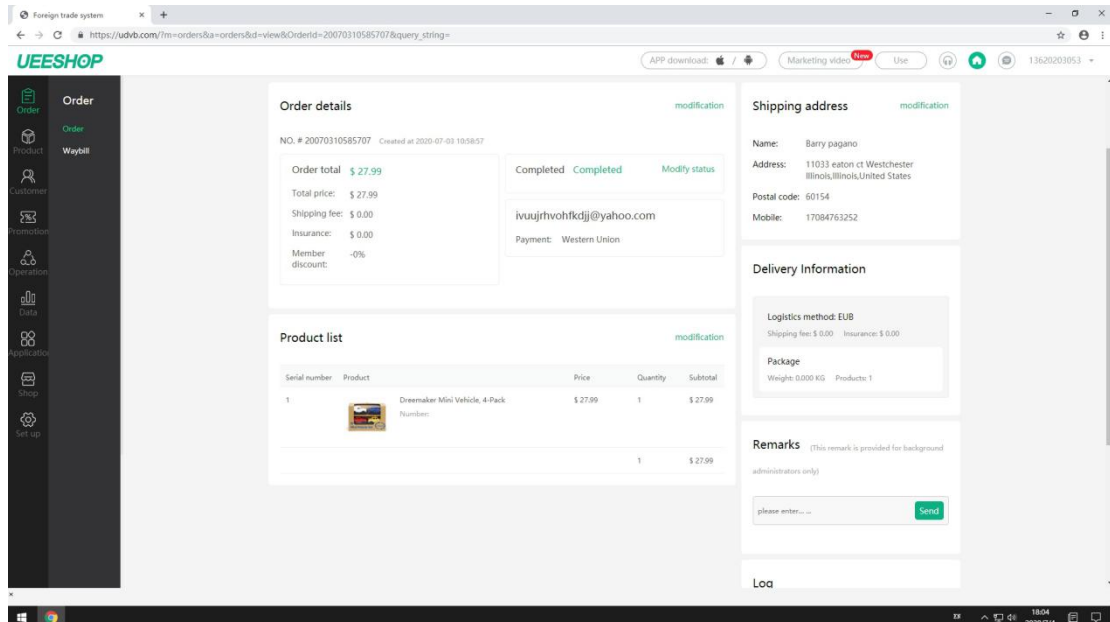 Foreign trade system
https://udvb.com/?m=orders&a=orders&d=view&OrderId=20070310585707&query_string=
UEESHOP
APP download: /
Marketing video New
Use
13620203053
Order
Product
Customer
Promotion
Operation
Data
Applicatio
Shop
Set up
Order
Order
Waybill
Order details
modification
NO. # 20070310585707 Created at 2020-07-03 10:58:57
Order total $ 27.99
Total price: $ 27.99
Shipping fee: $ 0.00
Insurance: $ 0.00
Member
discount: -0%
Completed Completed Modify status
ivuujrhvohfkdjj@yahoo.com
Payment: Western Union
Product list
modification
Serial number Product Price Quantity Subtotal
1 Dreemaker Mini Vehicle, 4-Pack $ 27.99 1 $ 27.99
Number:
1 $ 27.99
Shipping address
modification
Name: Barry pagano
Address: 11033 eaton ct Westchester
Illinois,Illinois,United States
Postal code: 60154
Mobile: 17084763252
Delivery Information
Logistics method: EUB
Shipping fee: $ 0.00 Insurance: $ 0.00
Package
Weight: 0.000 KG Products: 1
Remarks (This remark is provided for background
administrators only)
please enter... ...
Send
Log
18:04